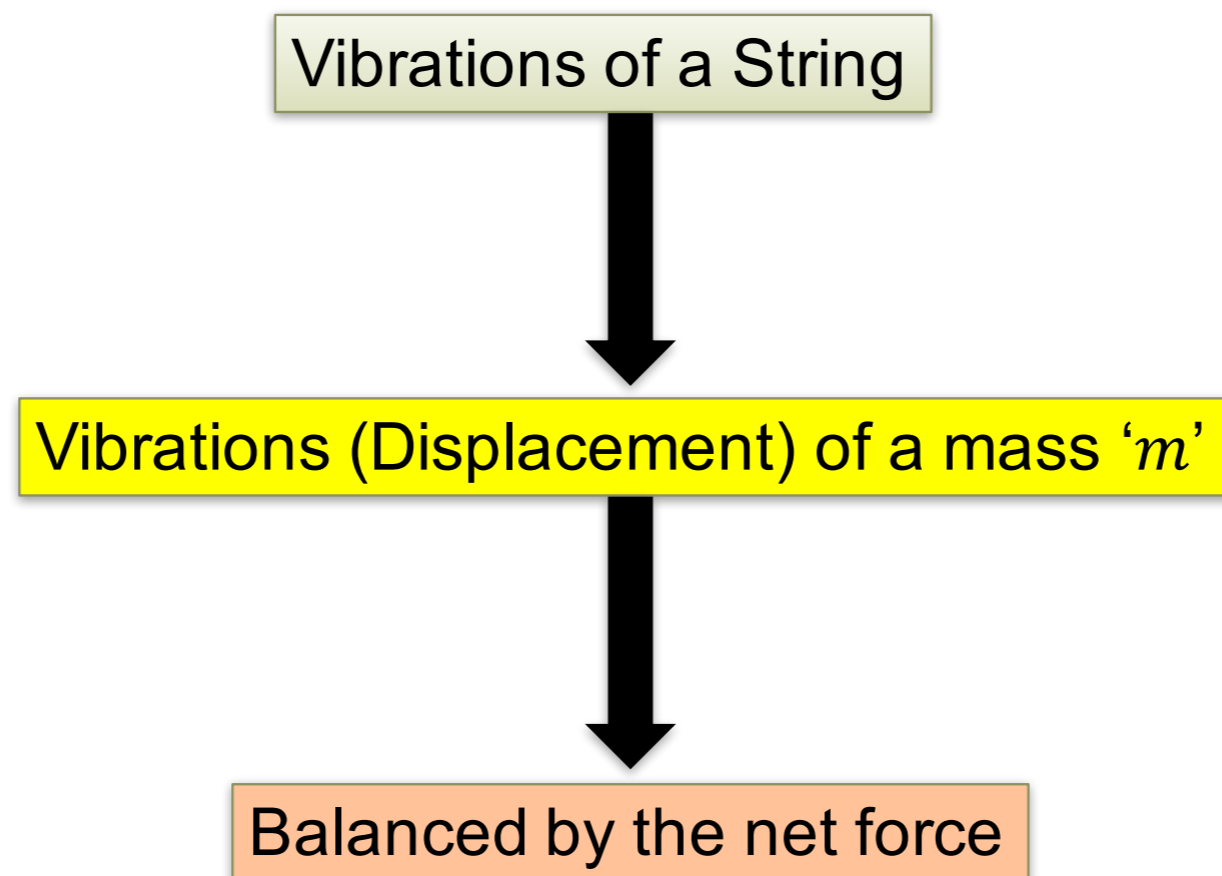 Vibrations of a String
Vibrations (Displacement) of a mass ‘𝑚’
Balanced by the net force